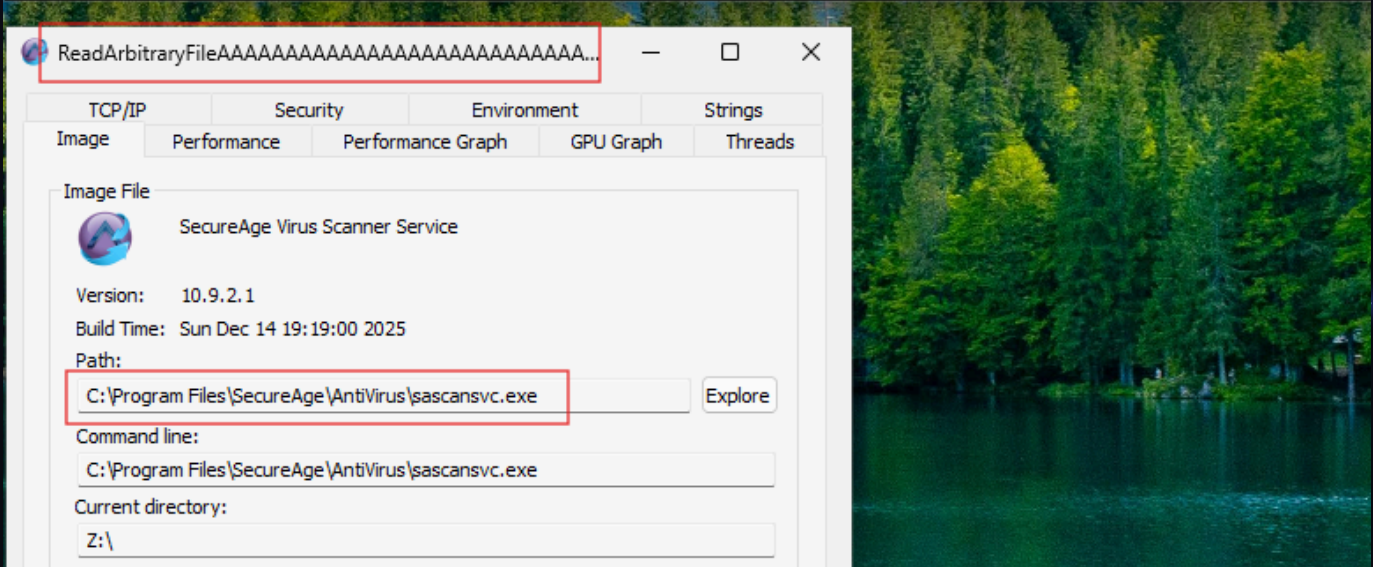 ReadArbitraryFileAAAAAAAAAAAAAAAAAAAAAAAAAAAA...
TCP/IP Security Environment Strings
Image Performance Performance Graph GPU Graph Threads
Image File
SecureAge Virus Scanner Service
Version: 10.9.2.1
Build Time: Sun Dec 14 19:19:00 2025
Path:
C:\Program Files\SecureAge\AntiVirus\sascansvc.exe Explore
Command line:
C:\Program Files\SecureAge\AntiVirus\sascansvc.exe
Current directory:
Z:\